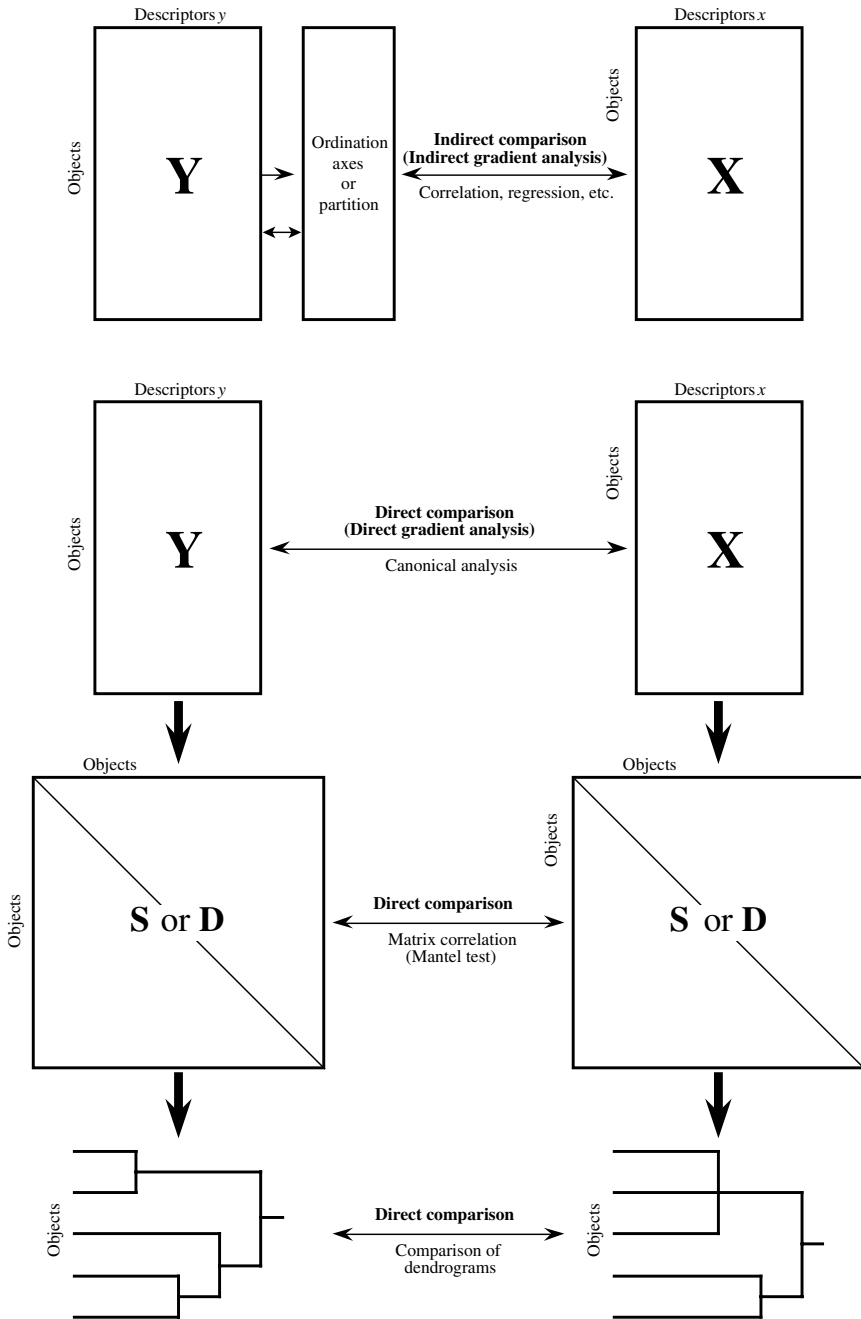 Descriptors y
Descriptors x
Objects
Y
Ordination
axes
or
partition
Indirect comparison
(Indirect gradient analysis)
Correlation, regression, etc.
Objects
X
Descriptors y
Descriptors x
Objects
Y
Direct comparison
(Direct gradient analysis)
Canonical analysis
Objects
X
Objects
Objects
Objects
S or D
Direct comparison
Matrix correlation
(Mantel test)
Objects
S or D
Objects
Direct comparison
Comparison of
dendrograms
Objects